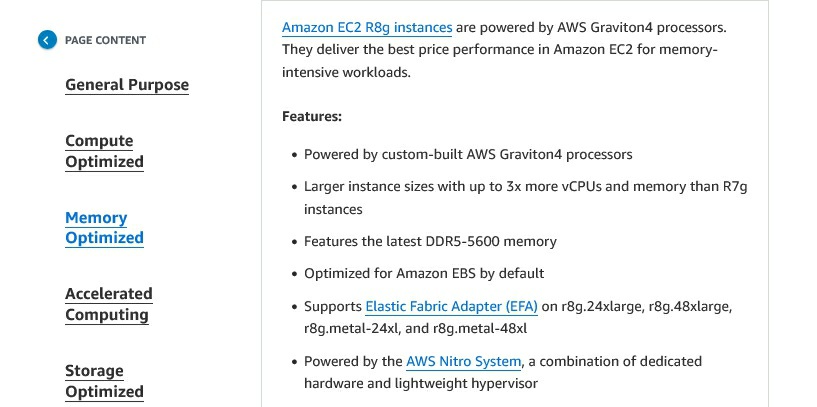 PAGE CONTENT
General Purpose
Compute
Optimized
Memory
Optimized
Accelerated
Computing
Storage
Optimized
Amazon EC2 R8g instances are powered by AWS Graviton4 processors.
They deliver the best price performance in Amazon EC2 for memory-
intensive workloads.
Features:
• Powered by custom-built AWS Graviton4 processors
• Larger instance sizes with up to 3x more vCPUs and memory than R7g
instances
• Features the latest DDR5-5600 memory
• Optimized for Amazon EBS by default
• Supports Elastic Fabric Adapter (EFA) on r8g.24xlarge, r8g.48xlarge,
r8g.metal-24xl, and r8g.metal-48xl
• Powered by the AWS Nitro System, a combination of dedicated
hardware and lightweight hypervisor